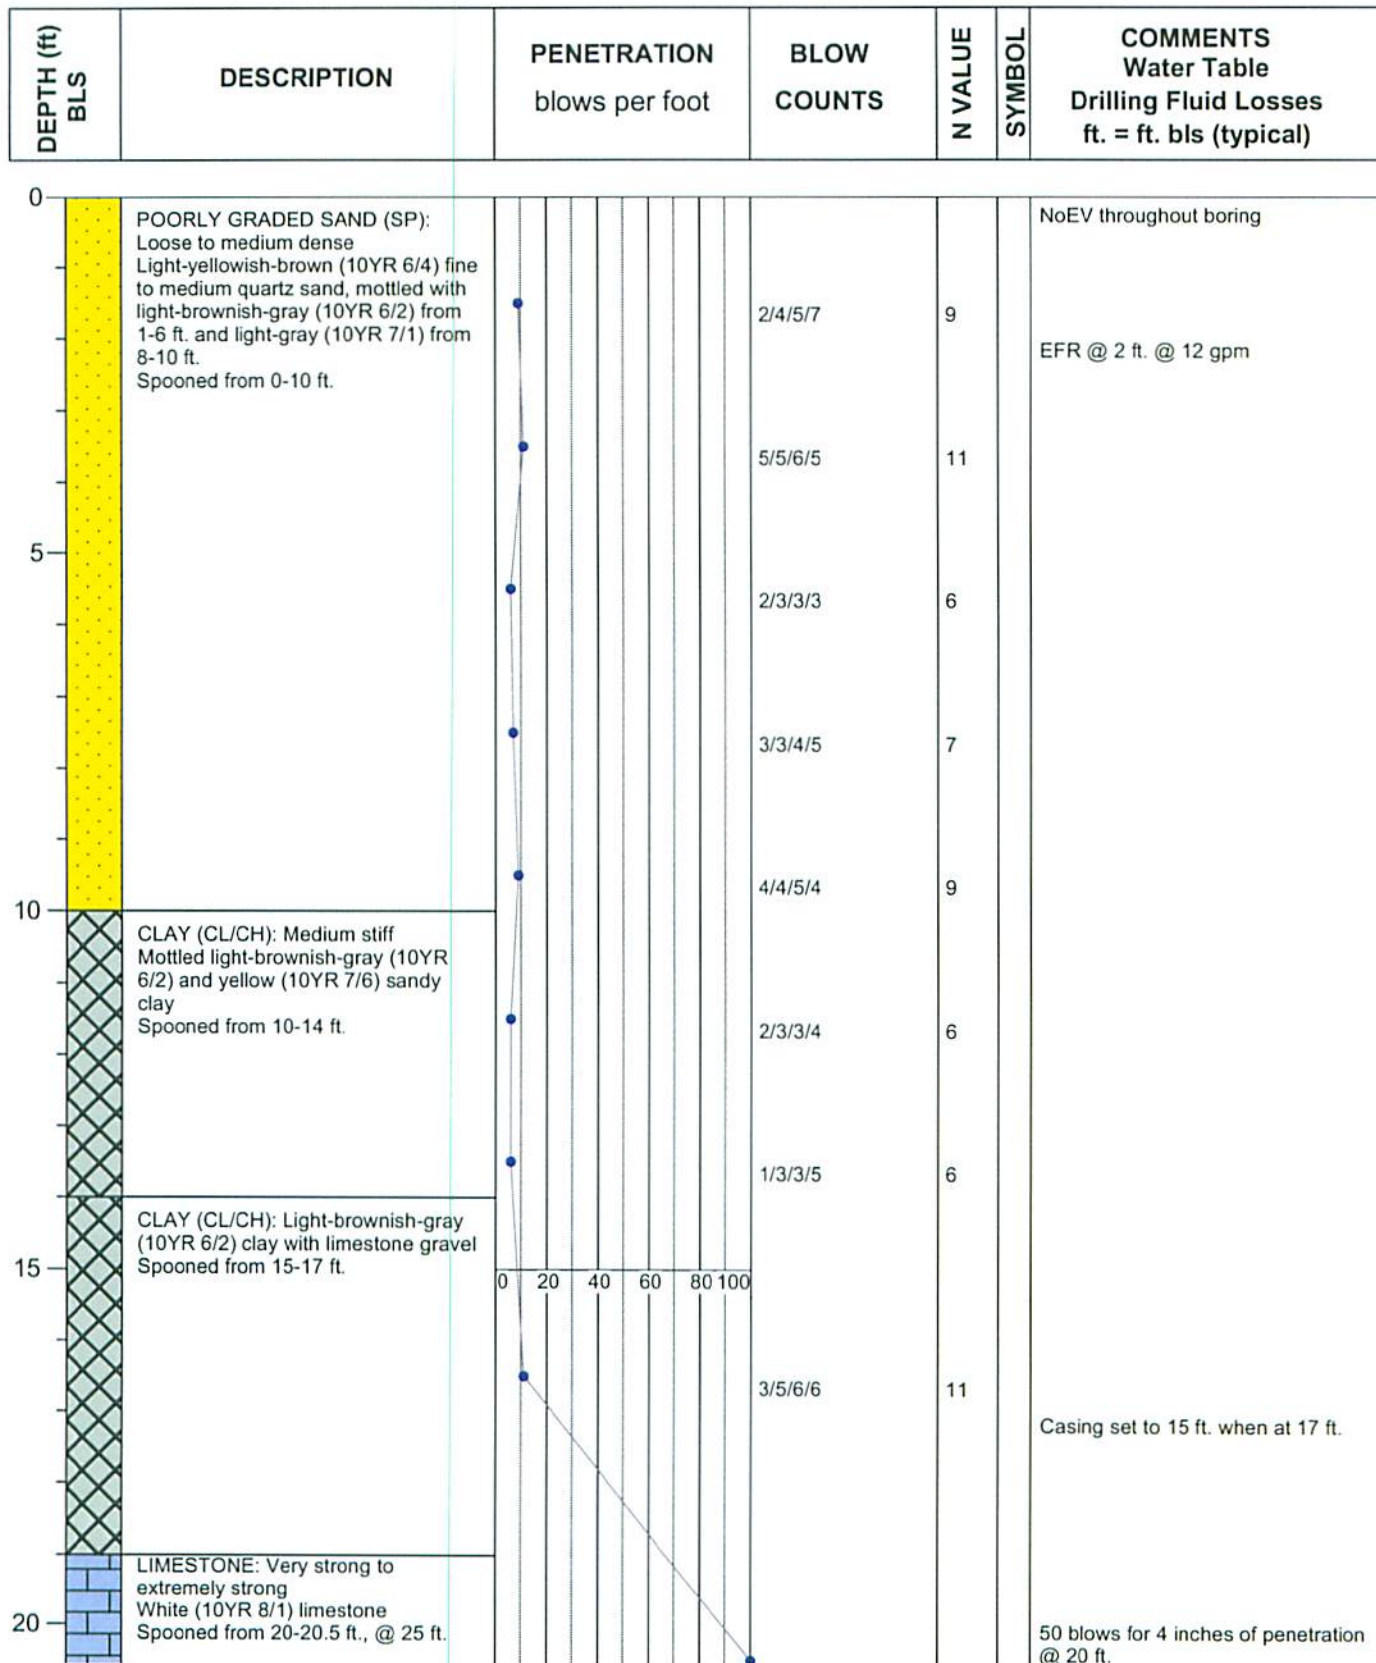 DEPTH (ft)
BLS
DESCRIPTION
PENETRATION
blows per foot
BLOW
COUNTS
N VALUE
SYMBOL
COMMENTS
Water Table
Drilling Fluid Losses
ft. = ft. bls (typical)
0
POORLY GRADED SAND (SP):
Loose to medium dense
Light-yellowish-brown (10YR 6/4) fine
to medium quartz sand, mottled with
light-brownish-gray (10YR 6/2) from
1-6 ft. and light-gray (10YR 7/1) from
8-10 ft.
Spooned from 0-10 ft.
NoEV throughout boring
2/4/5/7 9
EFR @ 2 ft. @ 12 gpm
5/5/6/5 11
5
2/3/3/3 6
3/3/4/5 7
4/4/5/4 9
10
CLAY (CL/CH): Medium stiff
Mottled light-brownish-gray (10YR
6/2) and yellow (10YR 7/6) sandy
clay
Spooned from 10-14 ft.
2/3/3/4 6
1/3/3/5 6
CLAY (CL/CH): Light-brownish-gray
(10YR 6/2) clay with limestone gravel
Spooned from 15-17 ft.
15
0 20 40 60 80 100
3/5/6/6 11
Casing set to 15 ft. when at 17 ft.
LIMESTONE: Very strong to
extremely strong
White (10YR 8/1) limestone
Spooned from 20-20.5 ft., @ 25 ft.
20
50 blows for 4 inches of penetration
@ 20 ft.